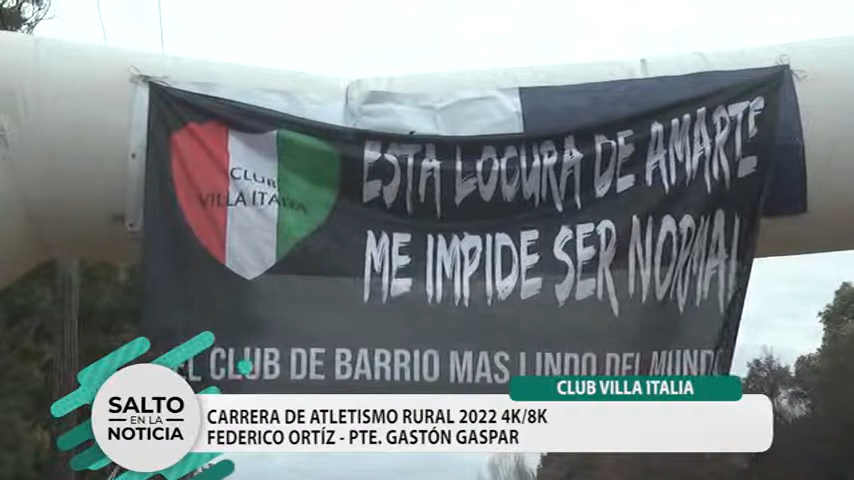 ESTA LOCURA DE AMARTE
ME IMPIDE SER NORMAL
CLUB
VILLA ITALIA
EL CLUB DE BARRIO MAS LINDO DEL MUNDO
CLUB VILLA ITALIA
SALTO
EN LA
NOTICIA
CARRERA DE ATLETISMO RURAL 2022 4K/8K
FEDERICO ORTÍZ - PTE. GASTÓN GASPAR